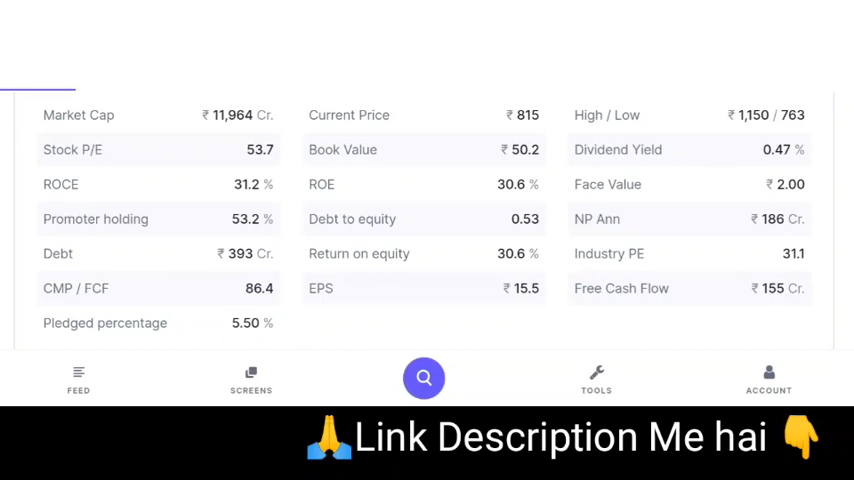 Market Cap ₹ 11,964 Cr. Current Price ₹ 815 High / Low ₹ 1,150 / 763
Stock P/E 53.7 Book Value ₹ 50.2 Dividend Yield 0.47 %
ROCE 31.2 % ROE 30.6 % Face Value ₹ 2.00
Promoter holding 53.2 % Debt to equity 0.53 NP Ann ₹ 186 Cr.
Debt ₹ 393 Cr. Return on equity 30.6 % Industry PE 31.1
CMP / FCF 86.4 EPS ₹ 15.5 Free Cash Flow ₹ 155 Cr.
Pledged percentage 5.50 %
FEED SCREENS TOOLS ACCOUNT
🙏Link Description Me hai 👇